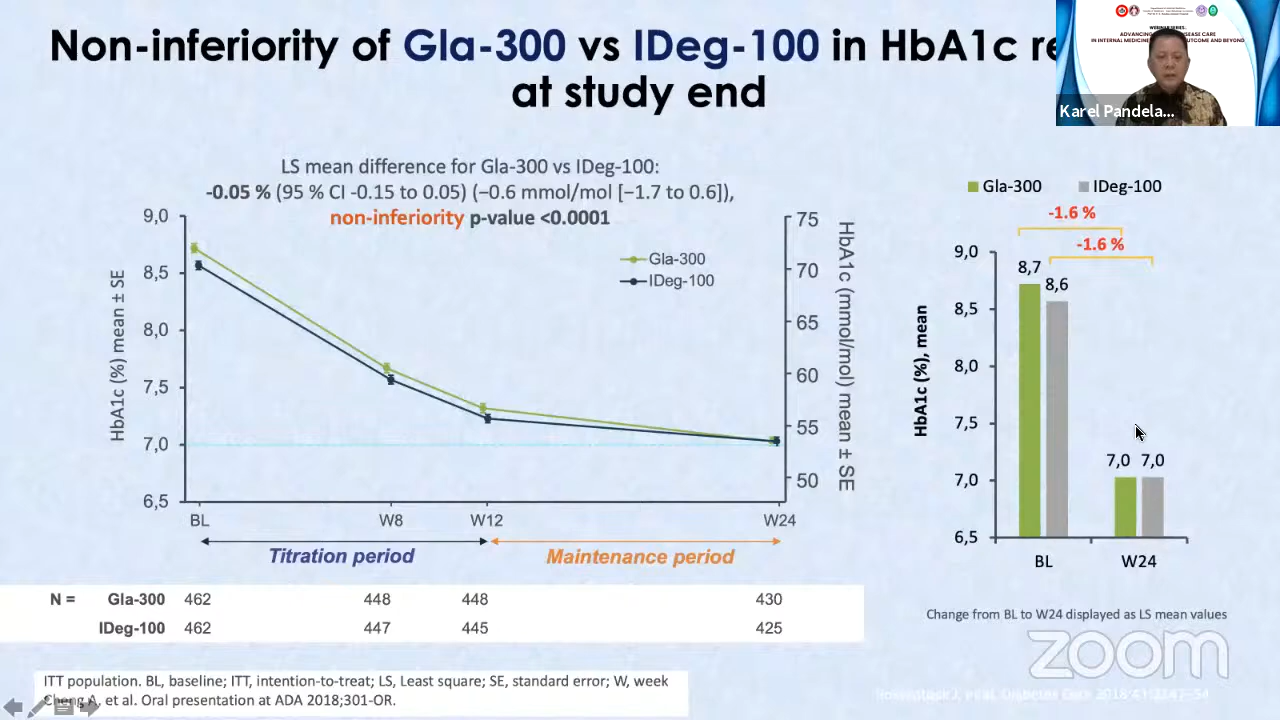 Non-inferiority of Gla-300 vs IDeg-100 in HbA1c re
at study end
WEBINAR SERIES:
Karel Pandela...
LS mean difference for Gla-300 vs IDeg-100:
-0.05 % (95 % CI -0.15 to 0.05) (−0.6 mmol/mol [−1.7 to 0.6]),
non-inferiority p-value <0.0001
HbA1c (%) mean ± SE
9,0
8,5
8,0
7,5
7,0
6,5
Gla-300
IDeg-100
75
70
65
60
55
50
HbA1c (mmol/mol) mean ± SE
BL W8 W12 W24
Titration period Maintenance period
N = Gla-300 462 448 448 430
IDeg-100 462 447 445 425
Gla-300 IDeg-100
-1.6 %
-1.6 %
HbA1c (%), mean
9,0
8,5
8,0
7,5
7,0
6,5
8,7
8,6
7,0 7,0
BL W24
Change from BL to W24 displayed as LS mean values
zoom
ITT population. BL, baseline; ITT, intention-to-treat; LS, Least square; SE, standard error; W, week
Cheng A, et al. Oral presentation at ADA 2018;301-OR.